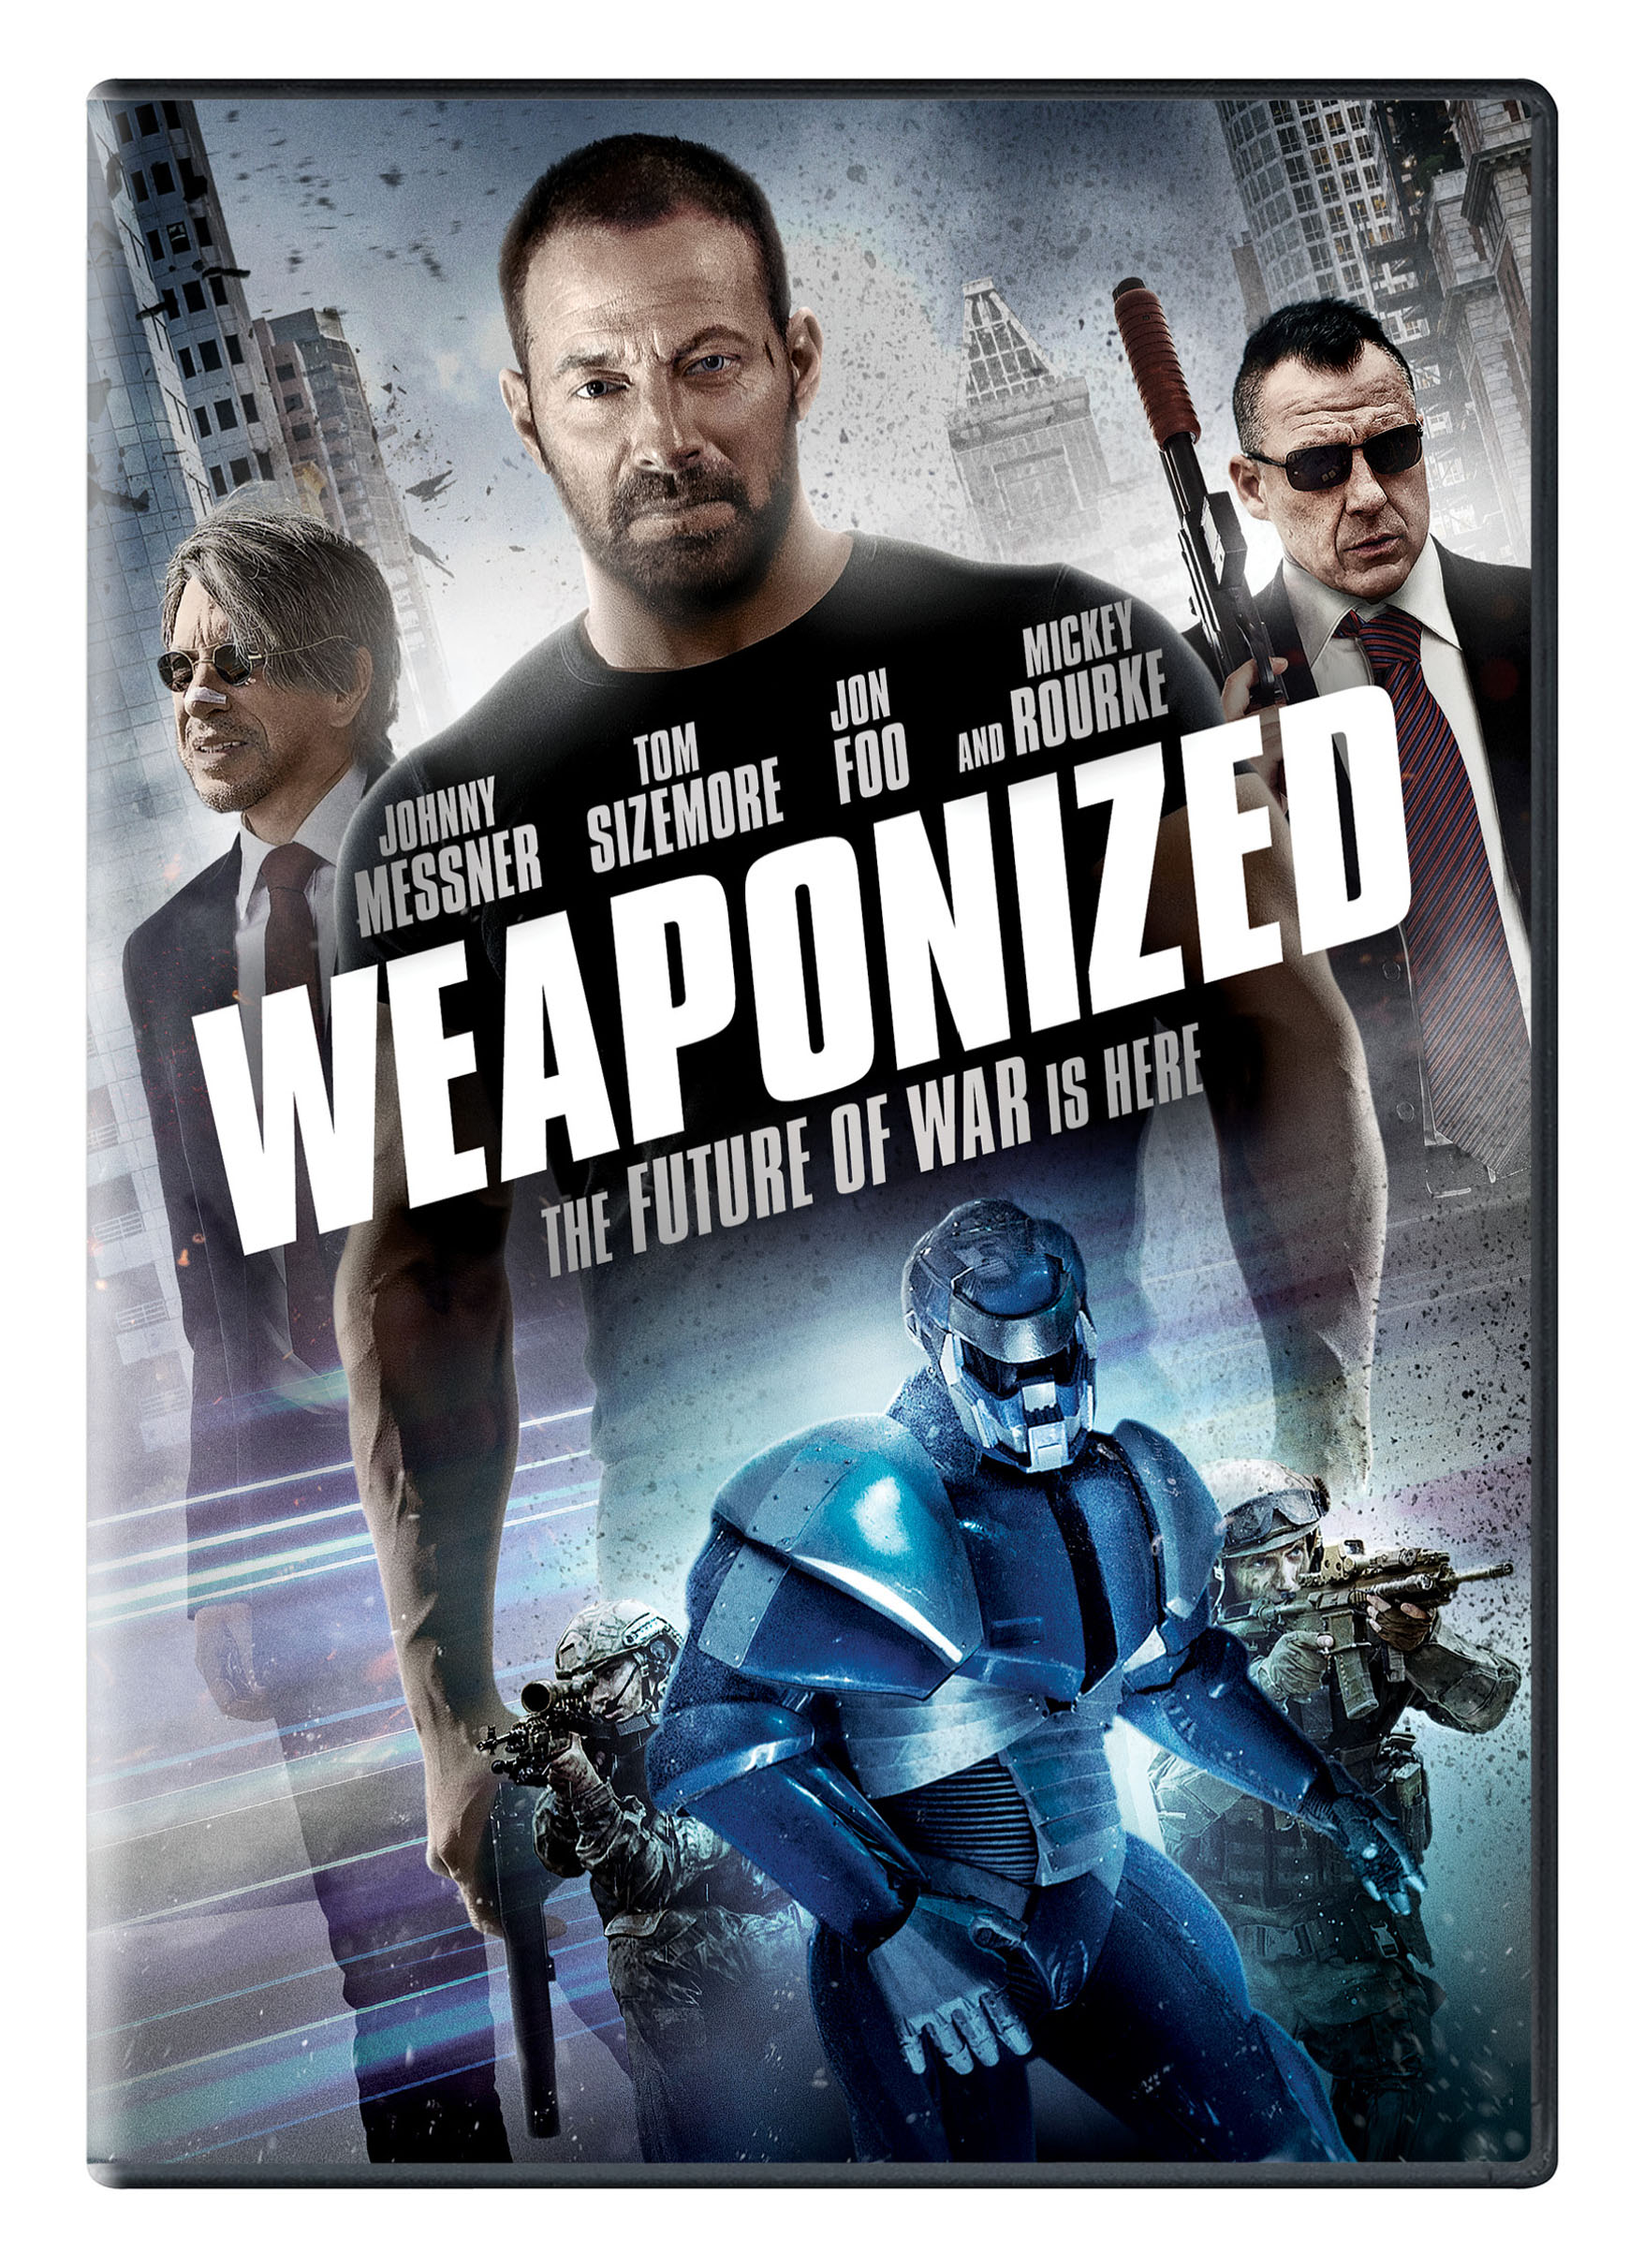 JOHNNY
MESSNER
TOM
SIZEMORE
JON
FOO
AND MICKEY
ROURKE
WEAPONIZED
THE FUTURE OF WAR IS HERE